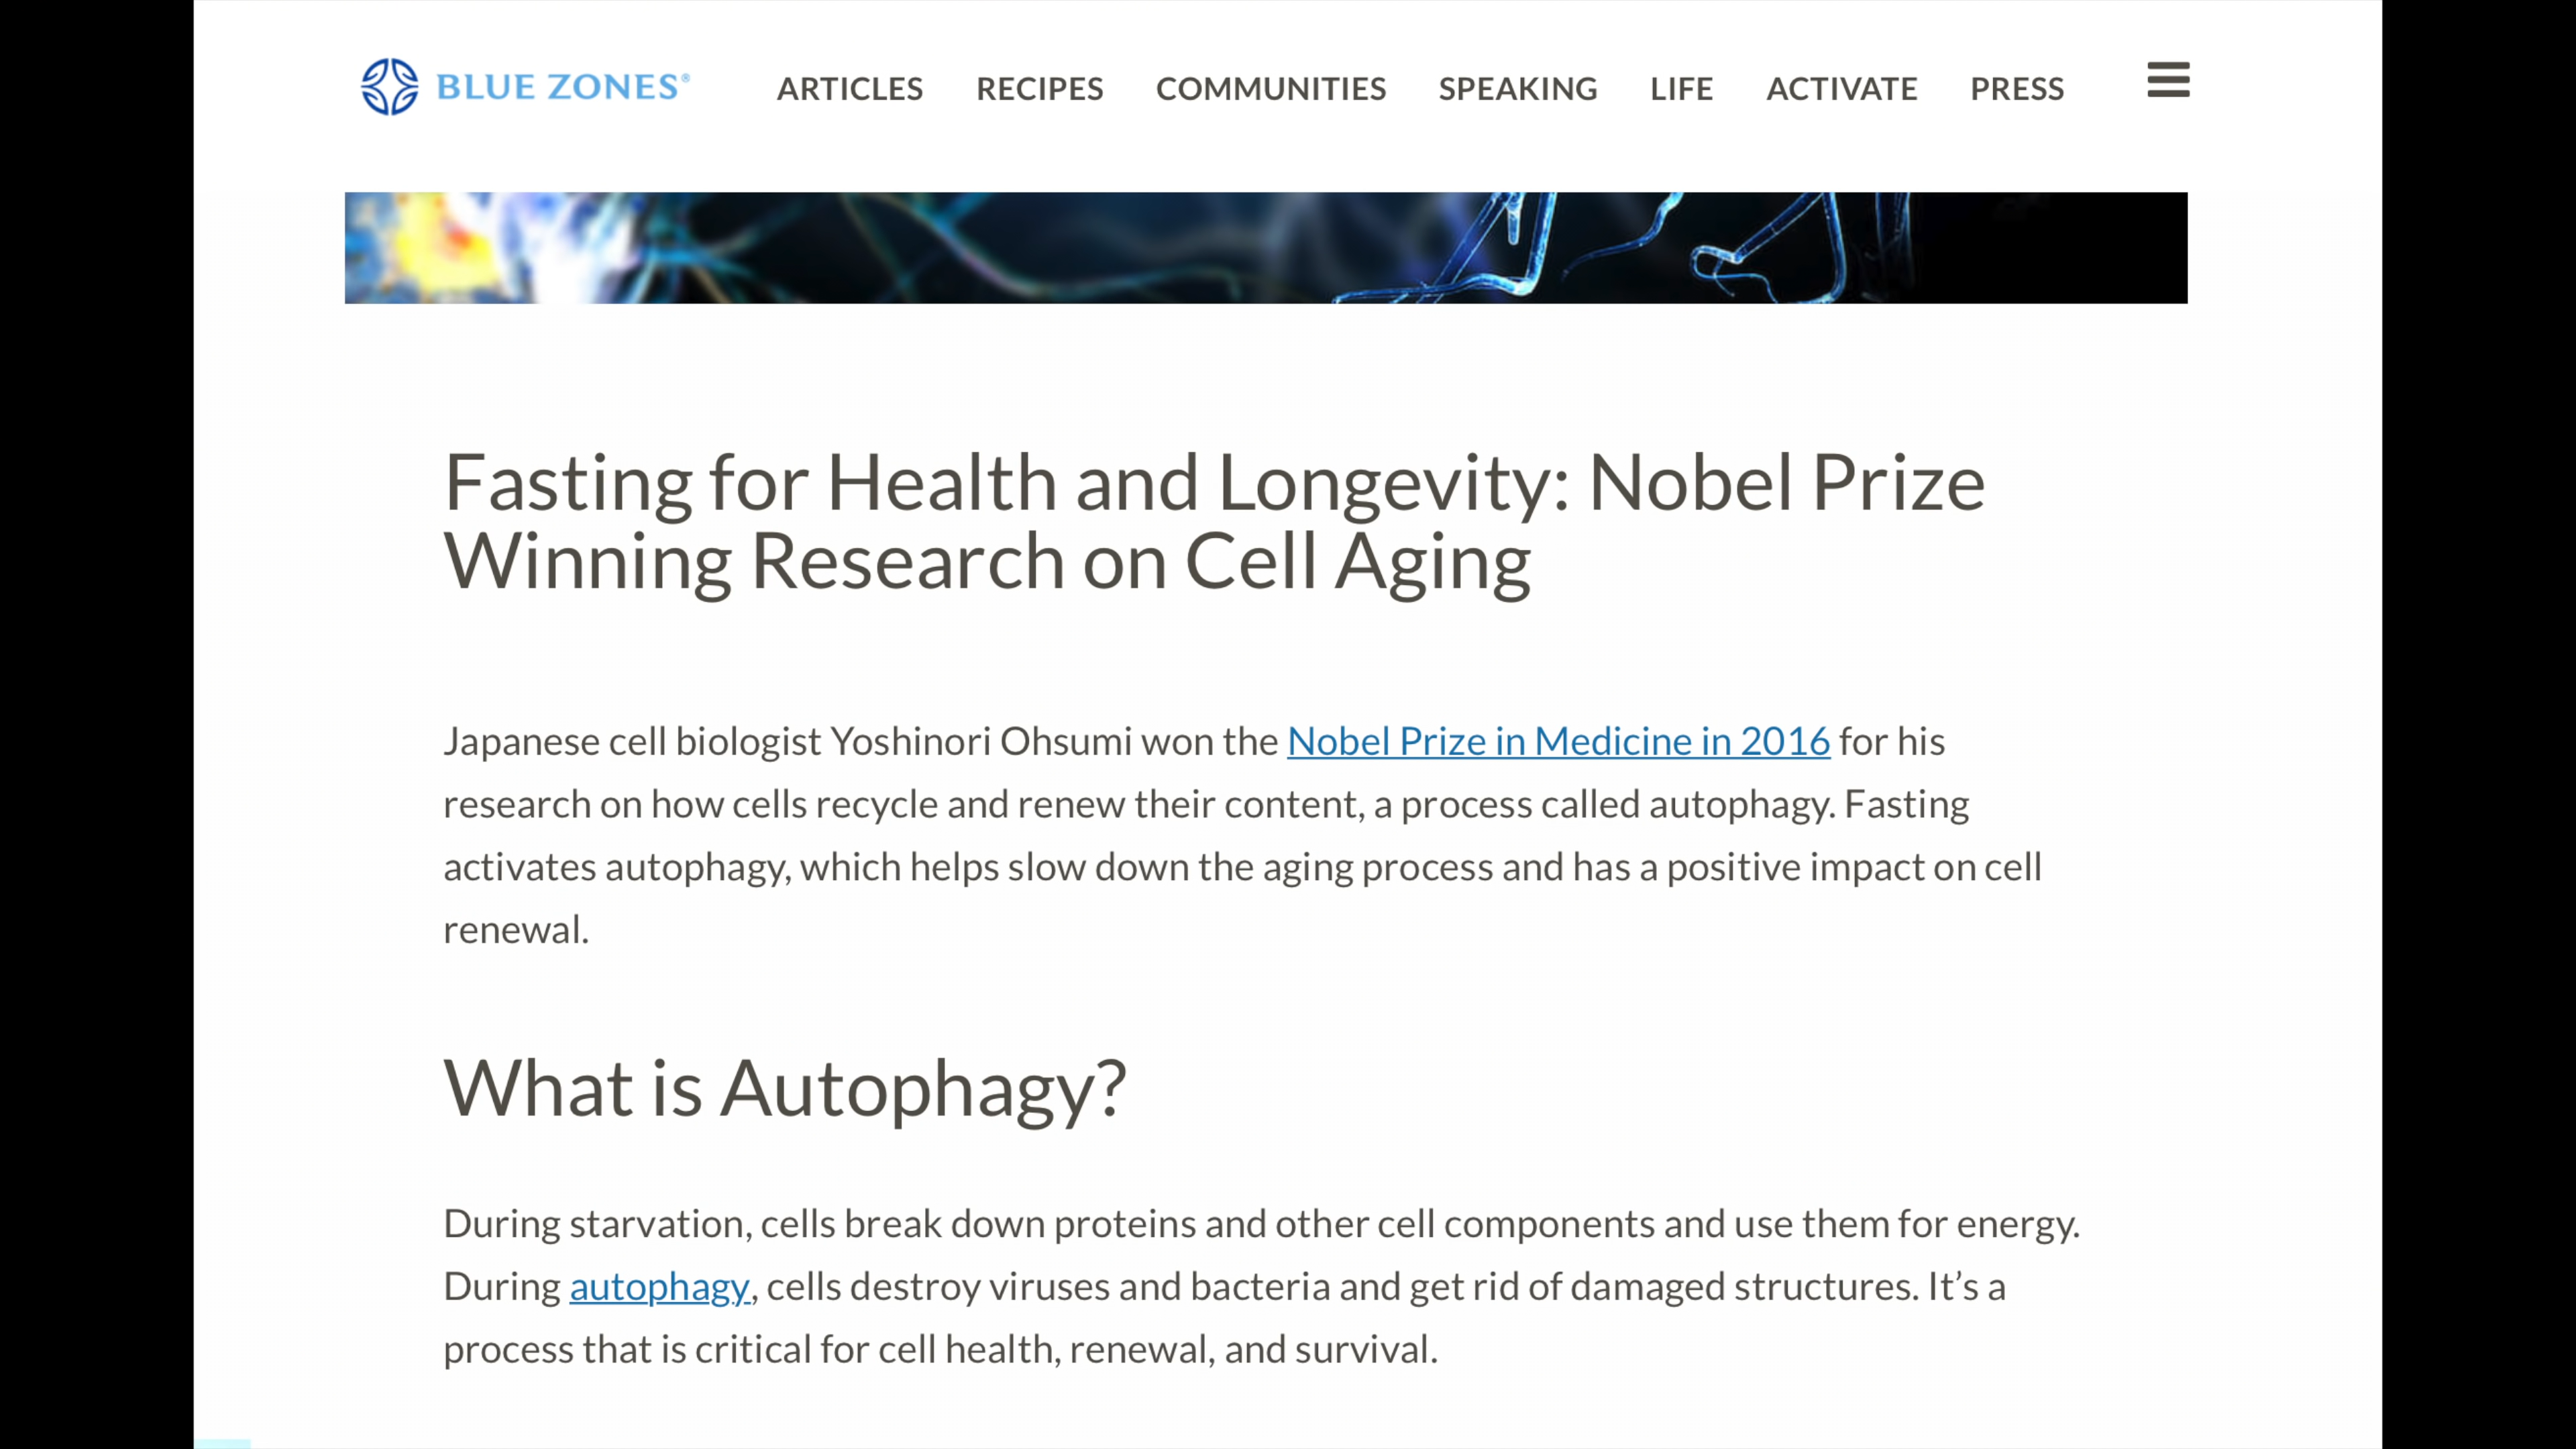 BLUE ZONES®
ARTICLES RECIPES COMMUNITIES SPEAKING LIFE ACTIVATE PRESS
Fasting for Health and Longevity: Nobel Prize
Winning Research on Cell Aging
Japanese cell biologist Yoshinori Ohsumi won the Nobel Prize in Medicine in 2016 for his
research on how cells recycle and renew their content, a process called autophagy. Fasting
activates autophagy, which helps slow down the aging process and has a positive impact on cell
renewal.
What is Autophagy?
During starvation, cells break down proteins and other cell components and use them for energy.
During autophagy, cells destroy viruses and bacteria and get rid of damaged structures. It’s a
process that is critical for cell health, renewal, and survival.